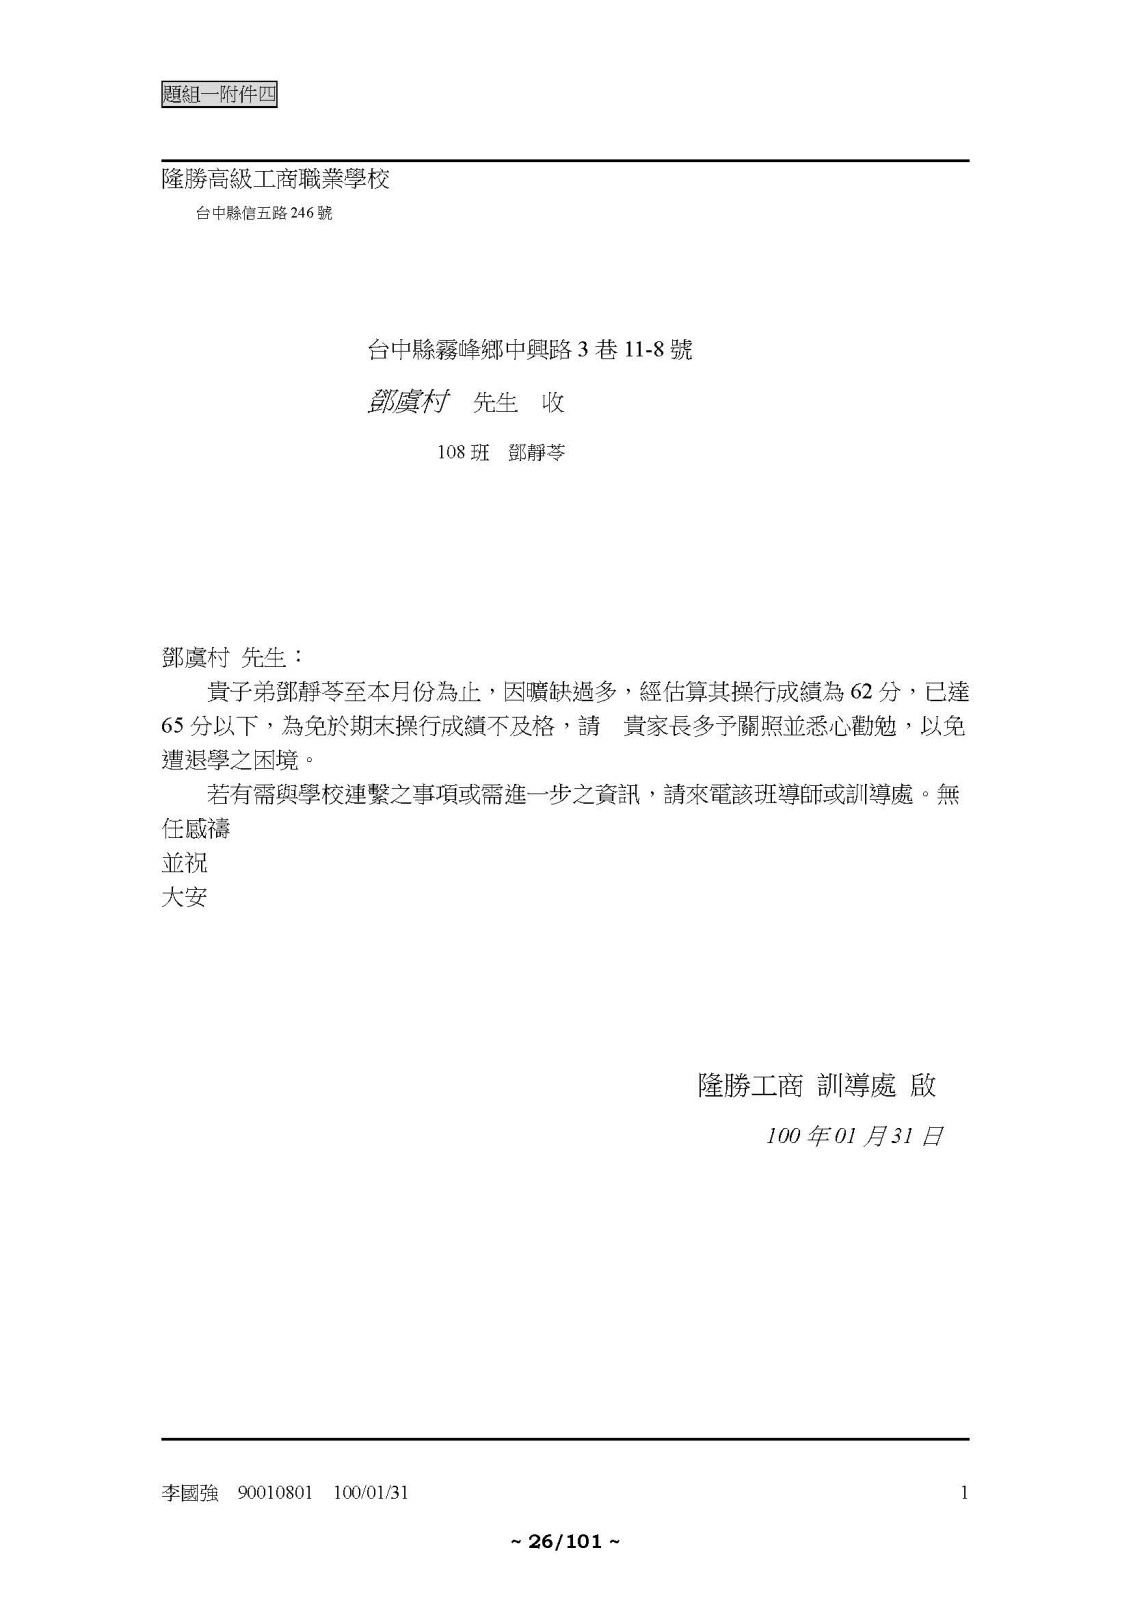 題組一附件四
隆勝高級工商職業學校
台中縣信五路 246 號
台中縣霧峰鄉中興路 3 巷 11-8 號
鄧虞村　先生　收
108 班　鄧靜苓
鄧虞村 先生：
貴子弟鄧靜苓至本月份為止，因曠缺過多，經估算其操行成績為 62 分，已達
65 分以下，為免於期末操行成績不及格，請　貴家長多予關照並悉心勸勉，以免
遭退學之困境。
若有需與學校連繫之事項或需進一步之資訊，請來電該班導師或訓導處。無
任感禱
並祝
大安
隆勝工商 訓導處 啟
100 年 01 月 31 日
李國強　90010801　100/01/31　1
~ 26/101 ~